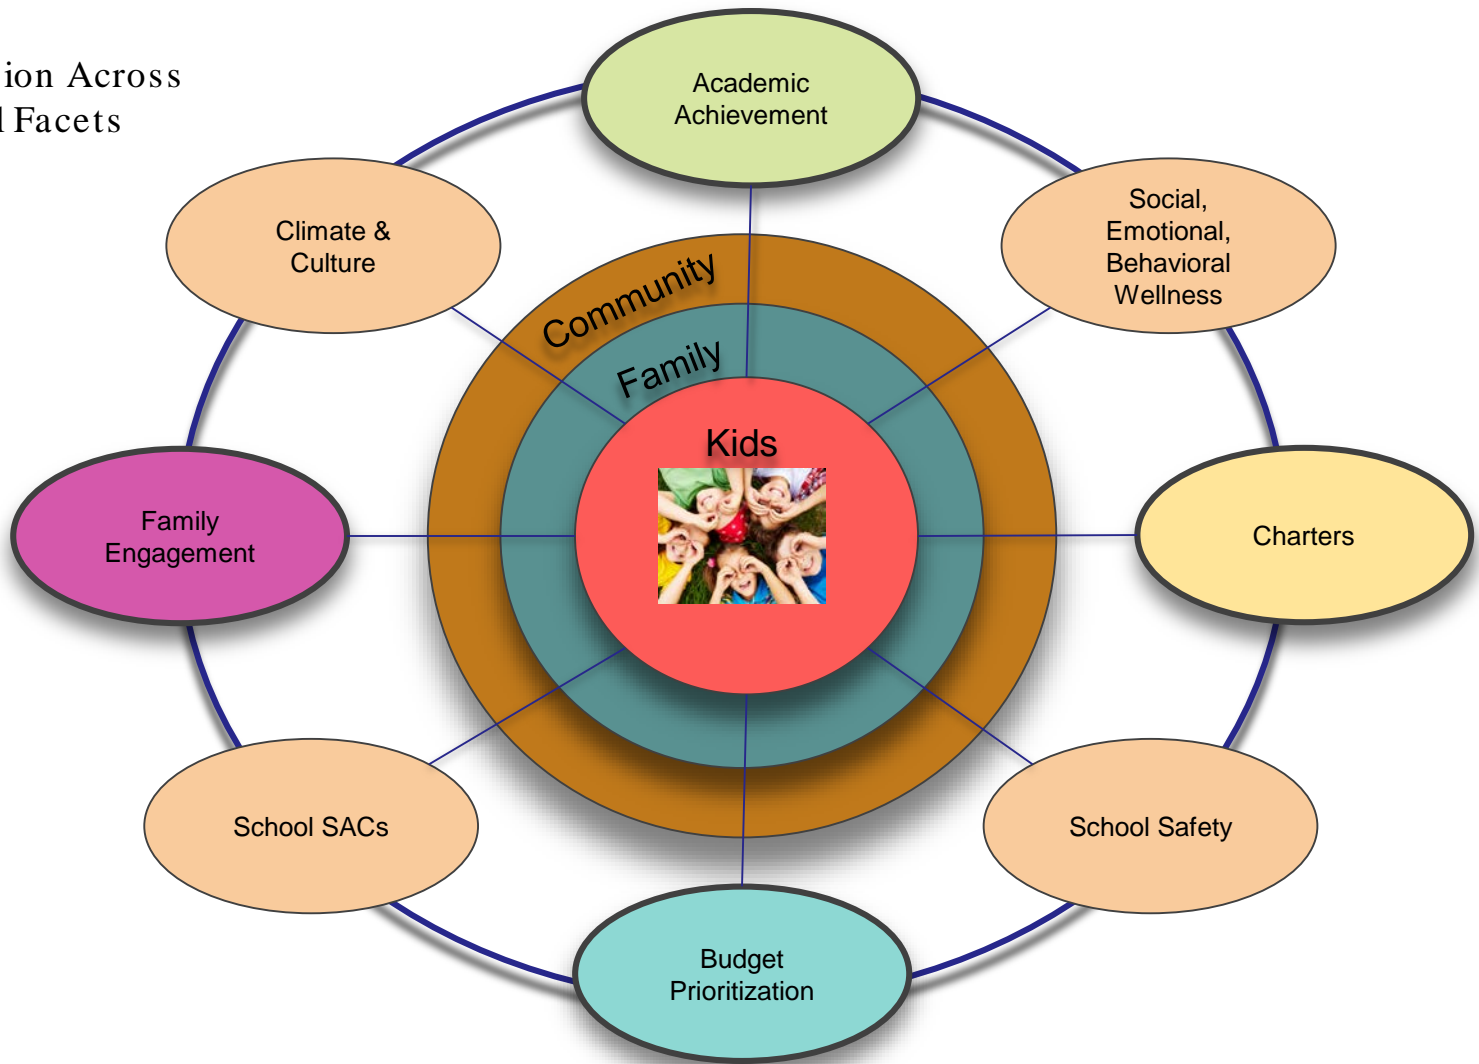 ion Across
Facets
Academic
Achievement
Climate &
Culture
Social,
Emotional,
Behavioral
Wellness
Community
Family
Kids
Family
Engagement
Charters
School SACs
School Safety
Budget
Prioritization